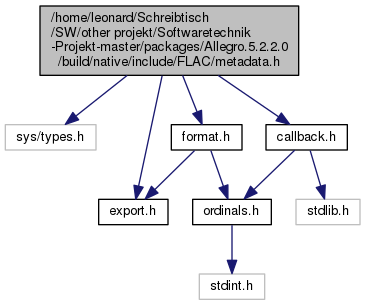 /home/leonard/Schreibtisch
/SW/other projekt/Softwaretechnik
-Projekt-master/packages/Allegro.5.2.2.0
/build/native/include/FLAC/metadata.h
sys/types.h
format.h
callback.h
export.h
ordinals.h
stdlib.h
stdint.h